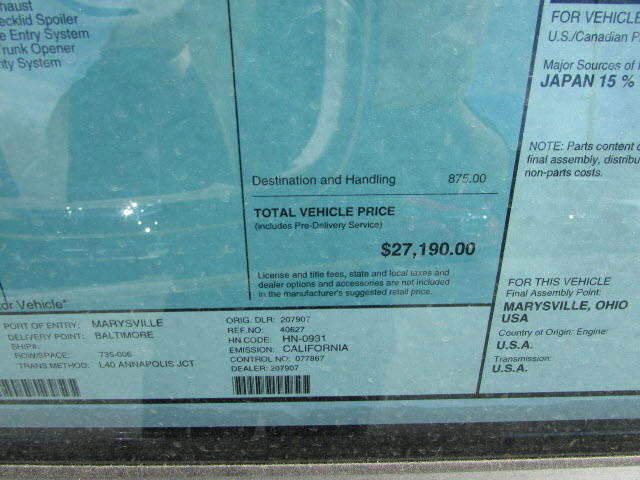 haust
ecklid Spoiler
e Entry System
Trunk Opener
ity System
Destination and Handling 875.00
TOTAL VEHICLE PRICE
(includes Pre-Delivery Service)
$27,190.00
License and title fees, state and local taxes and
dealer options and accessories are not included
in the manufacturer's suggested retail price.
FOR VEHICLE
U.S./Canadian P
Major Sources of
JAPAN 15 %
NOTE: Parts content
final assembly, distribu
non-parts costs.
FOR THIS VEHICLE
Final Assembly Point:
MARYSVILLE, OHIO
USA
Country of Origin: Engine:
U.S.A.
Transmission:
U.S.A.
or Vehicle*
PORT OF ENTRY: MARYSVILLE
DELIVERY POINT: BALTIMORE
SHIP#:
ROW/SPACE: 735-006
TRANS.METHOD: L40 ANNAPOLIS JCT
ORIG. DLR: 207907
REF.NO: 40627
HN CODE: HN-0931
EMISSION: CALIFORNIA
CONTROL NO: 077867
DEALER: 207907